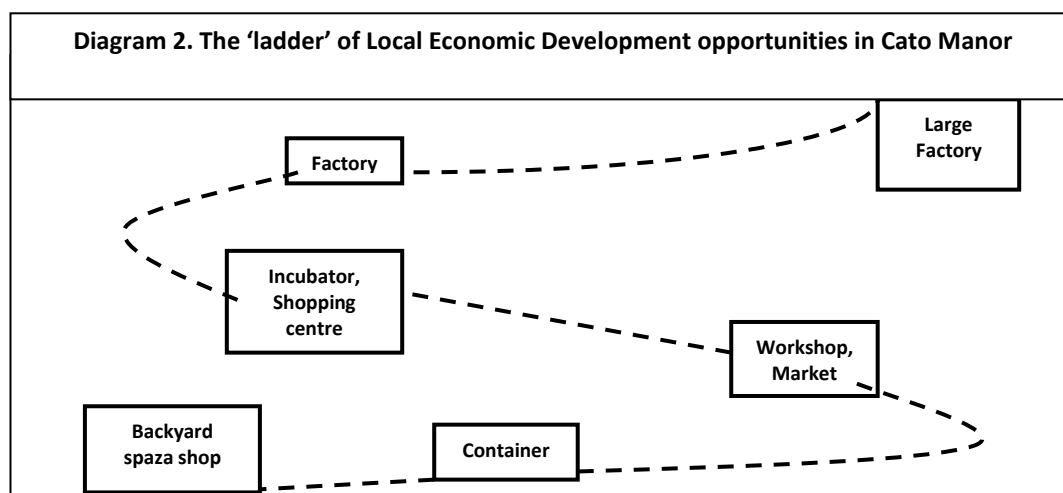 Diagram 2. The ‘ladder’ of Local Economic Development opportunities in Cato Manor
Large
Factory
Factory
Incubator,
Shopping
centre
Workshop,
Market
Backyard
spaza shop
Container